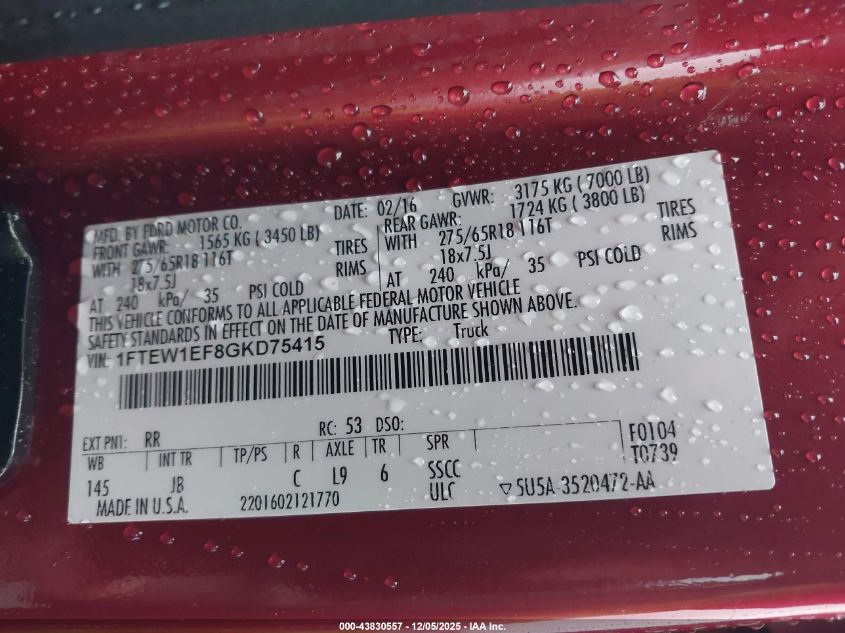 MFD. BY FORD MOTOR CO.
DATE: 02/16
GVWR: 3175 KG ( 7000 LB)
FRONT GAWR: 1565 KG ( 3450 LB)
REAR GAWR: 1724 KG ( 3800 LB)
WITH 275/65R18 116T TIRES
WITH 275/65R18 116T TIRES
18x7.5J RIMS
18x7.5J RIMS
AT 240 kPa/ 35 PSI COLD
AT 240 kPa/ 35 PSI COLD
THIS VEHICLE CONFORMS TO ALL APPLICABLE FEDERAL MOTOR VEHICLE
SAFETY STANDARDS IN EFFECT ON THE DATE OF MANUFACTURE SHOWN ABOVE.
VIN: 1FTEW1EF8GKD75415
TYPE: Truck
EXT PNT: RR RC: 53 DSO:
WB INT TR TP/PS R AXLE TR SPR
145 JB C L9 6 SSCC
ULC
F0104
T0739
MADE IN U.S.A. 2201602121770
▽5U5A-3520472-AA
000-43830557 - 12/05/2025 - IAA Inc.